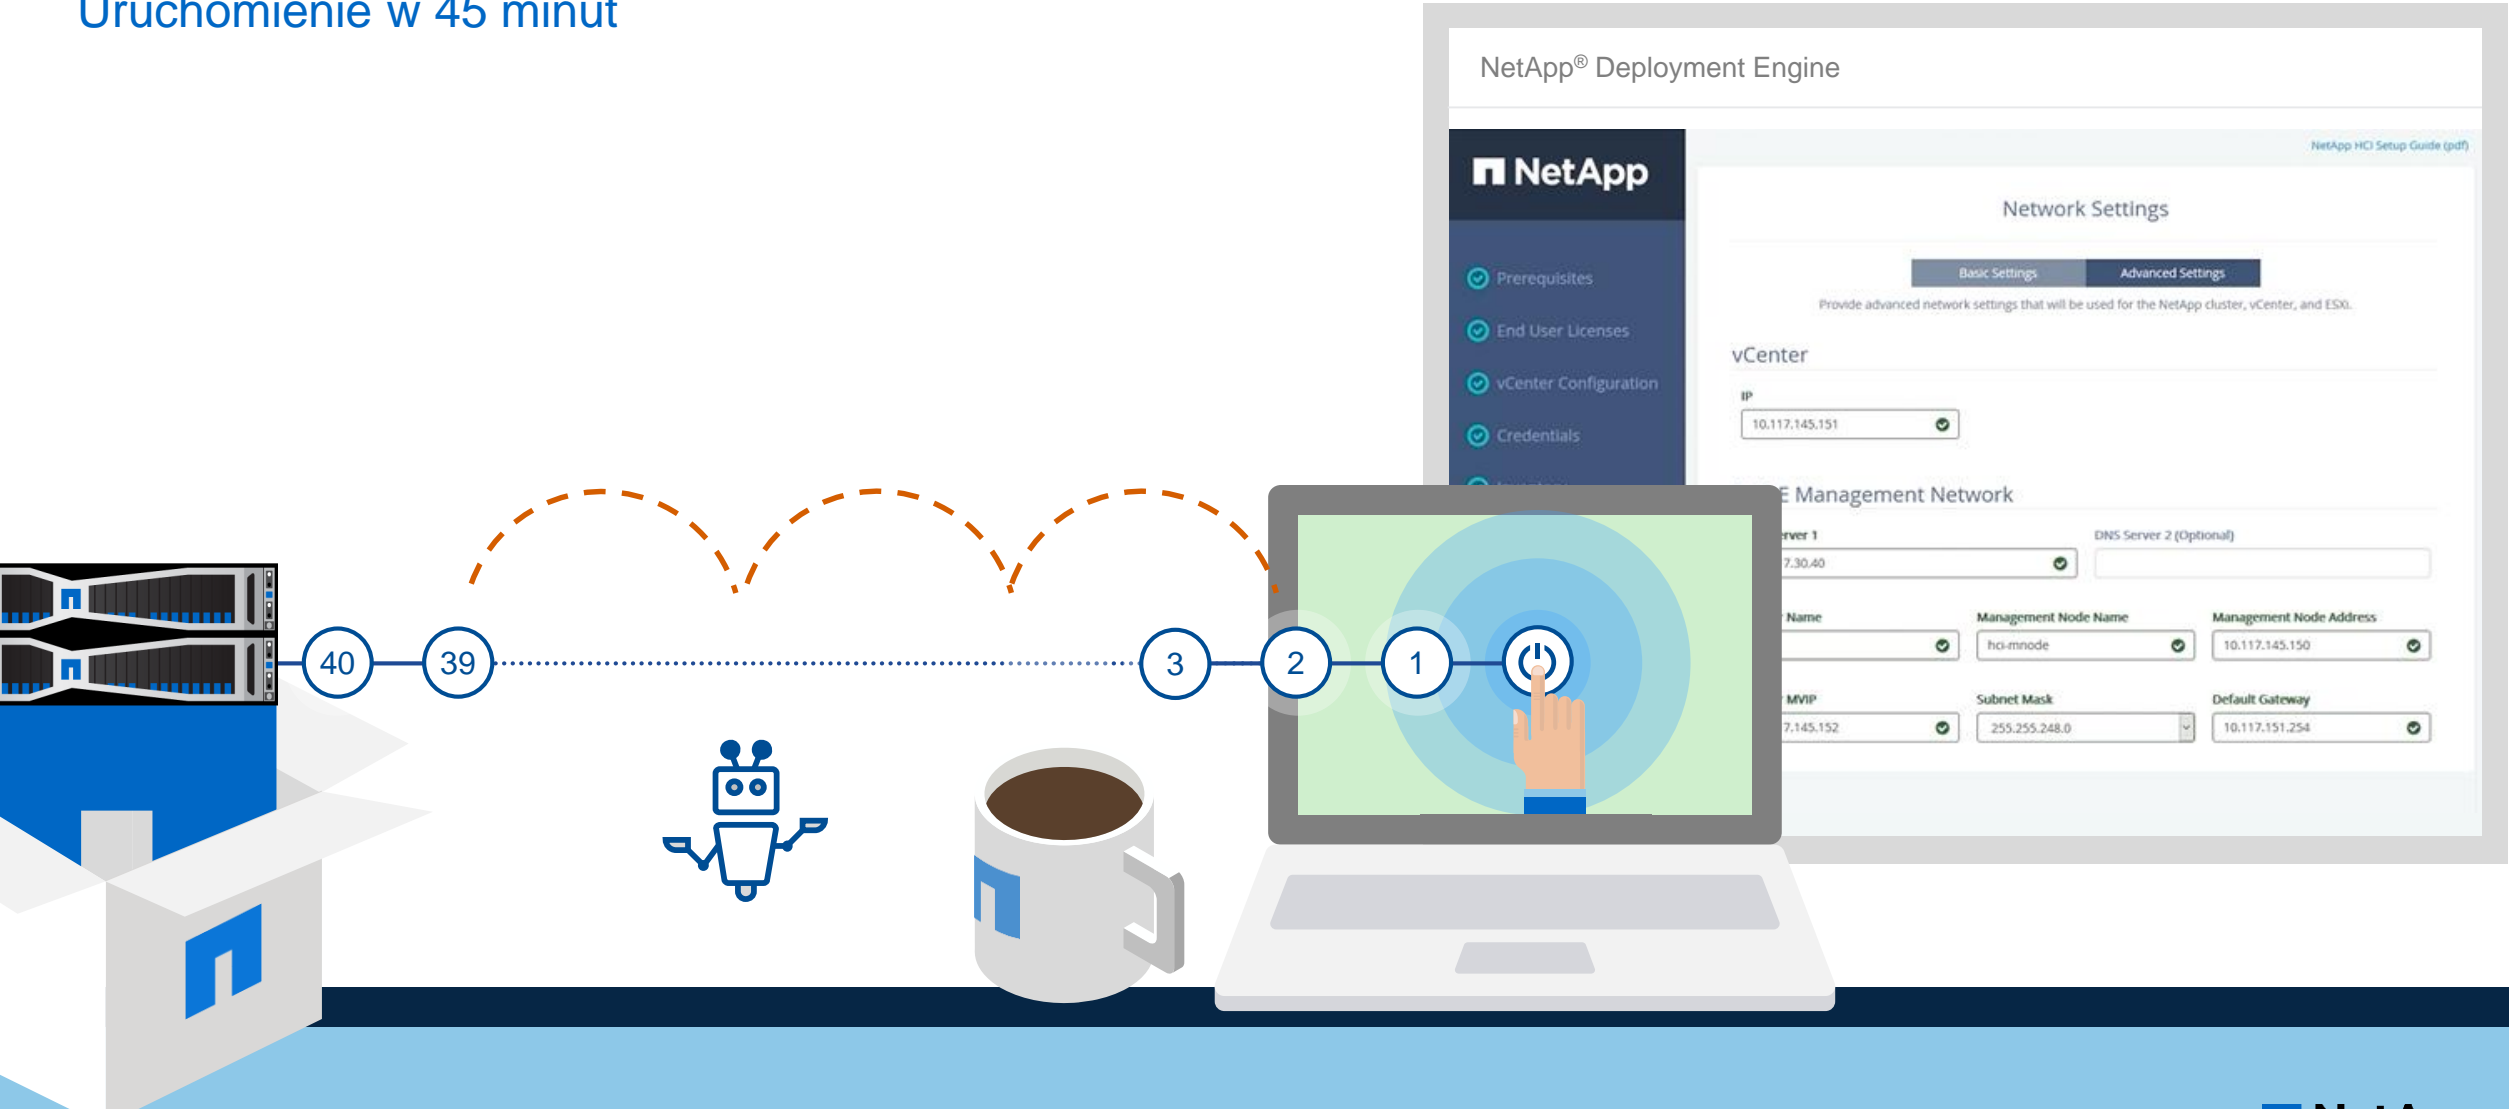 Uruchomienie w 45 minut
NetApp® Deployment Engine
NetApp
NetApp HCI Setup Guide (pdf)
Network Settings
Basic Settings
Advanced Settings
Provide advanced network settings that will be used for the NetApp cluster, vCenter, and ESXi.
Prerequisites
End User Licenses
vCenter Configuration
Credentials
vCenter
IP
10.117.145.151
Management Network
DNS Server 2 (Optional)
7.30.40
Name
Management Node Name
Management Node Address
hci-mnode
10.117.145.150
MVIP
Subnet Mask
Default Gateway
7.145.152
255.255.248.0
10.117.151.254
40
39
3
2
1